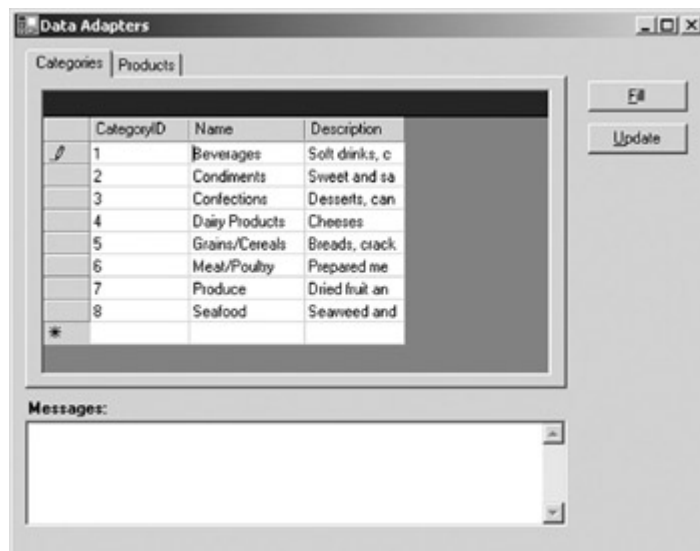 Data Adapters
Categories Products
Fill
Update
CategoryID Name Description
1 Beverages Soft drinks, c
2 Condiments Sweet and sa
3 Confections Desserts, can
4 Dairy Products Cheeses
5 Grains/Cereals Breads, crack
6 Meat/Poultry Prepared me
7 Produce Dried fruit an
8 Seafood Seaweed and
*
Messages: